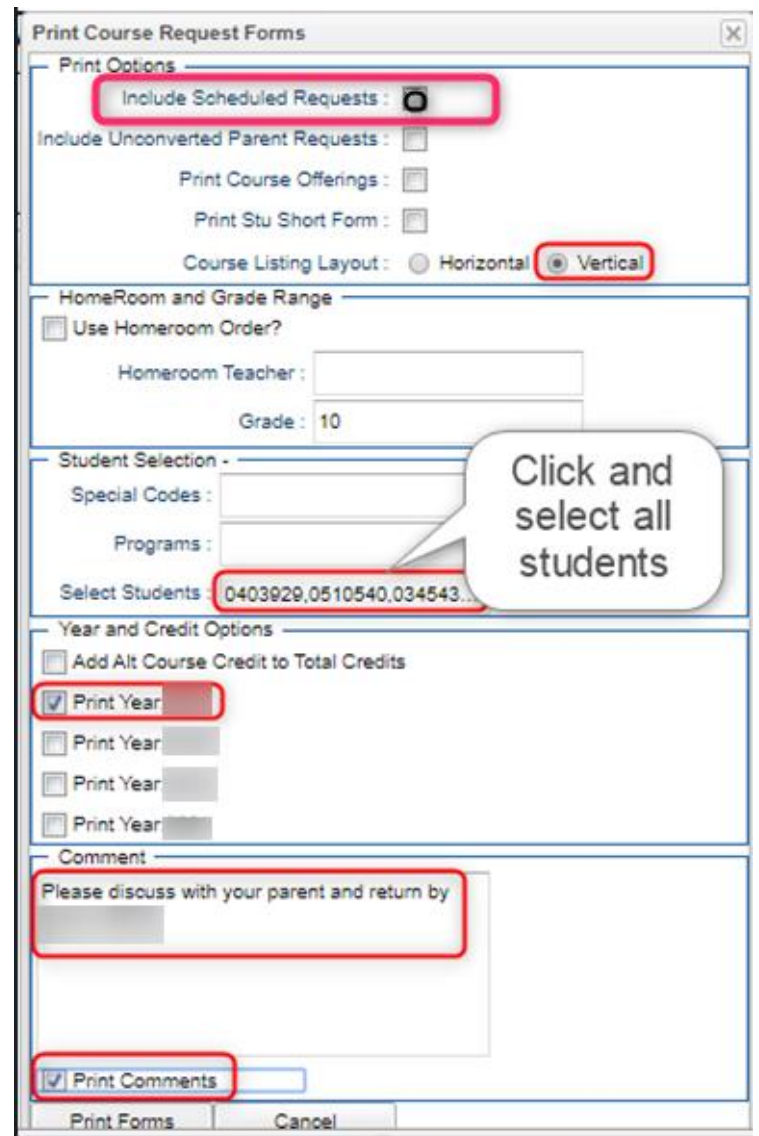 Print Course Request Forms
Print Options
Include Scheduled Requests :
Include Unconverted Parent Requests :
Print Course Offerings :
Print Stu Short Form :
Course Listing Layout : Horizontal Vertical
HomeRoom and Grade Range
Use Homeroom Order?
Homeroom Teacher :
Grade : 10
Student Selection -
Special Codes :
Programs :
Select Students : 0403929,0510540,034543...
Click and
select all
students
Year and Credit Options
Add Alt Course Credit to Total Credits
Print Year
Print Year
Print Year
Print Year
Comment
Please discuss with your parent and return by
Print Comments
Print Forms Cancel